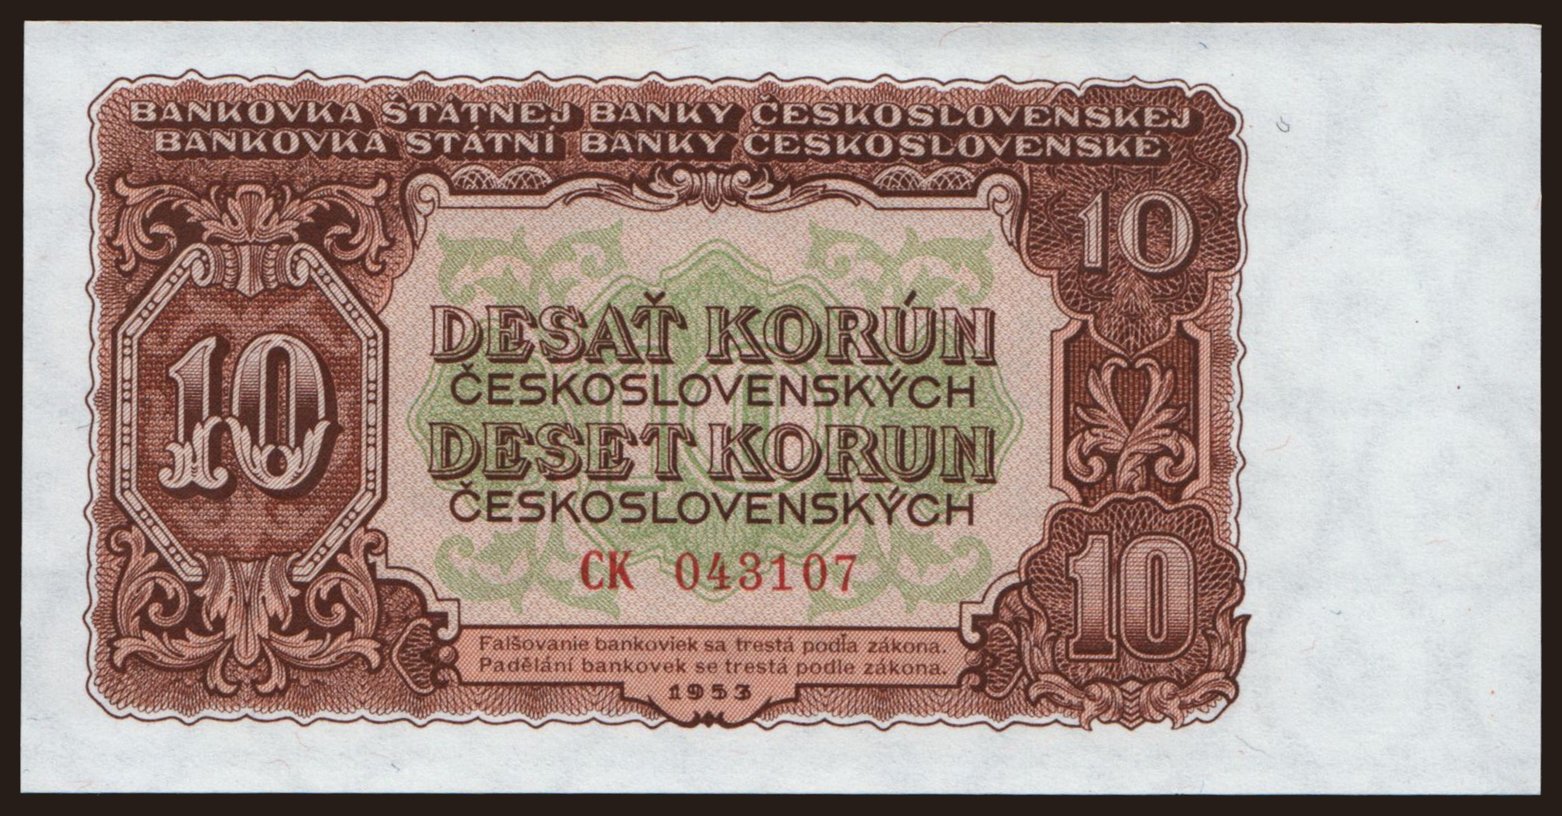 BANKOVKA ŠTÁTNEJ BANKY ČESKOSLOVENSKEJ
BANKOVKA STÁTNÍ BANKY ČESKOSLOVENSKÉ
10
10
DESAŤ KORÚN
ČESKOSLOVENSKÝCH
DESET KORUN
ČESKOSLOVENSKÝCH
10
CK 043107
10
Falšovanie bankoviek sa trestá podľa zákona.
Padělání bankovek se trestá podle zákona.
1953